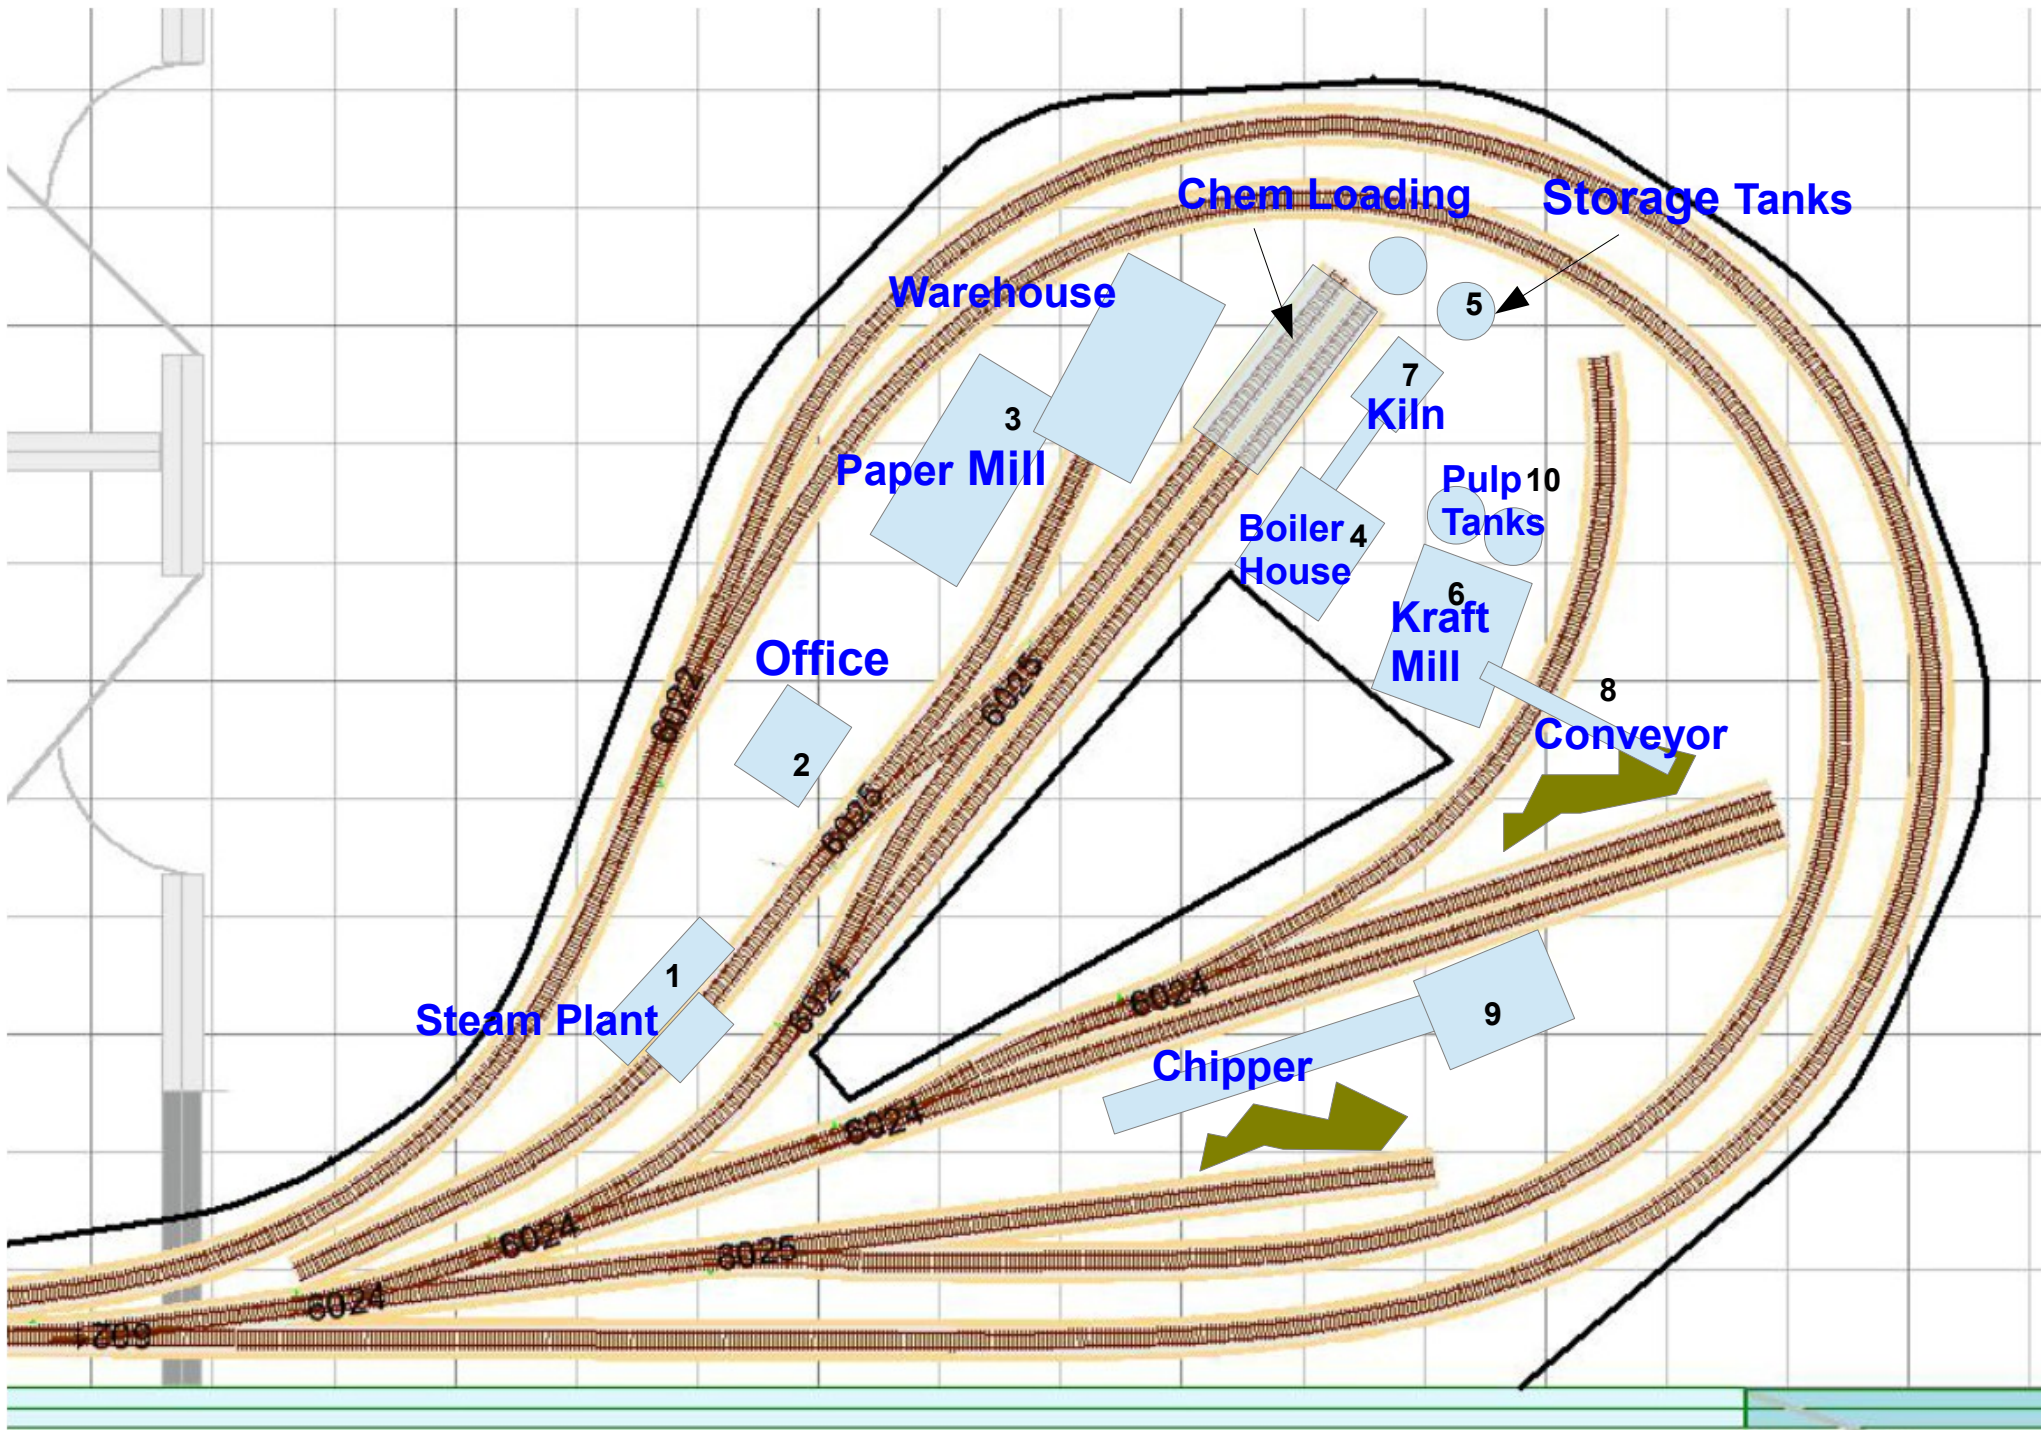 Chem Loading
Storage Tanks
Warehouse
5
7
Kiln
3
Paper Mill
Pulp 10
Tanks
Boiler 4
House
6
Kraft
Mill
Office
6022
6025
8
Conveyor
2
6025
1
Steam Plant
6024
6024
9
Chipper
6024
6024
6025
6024
6024